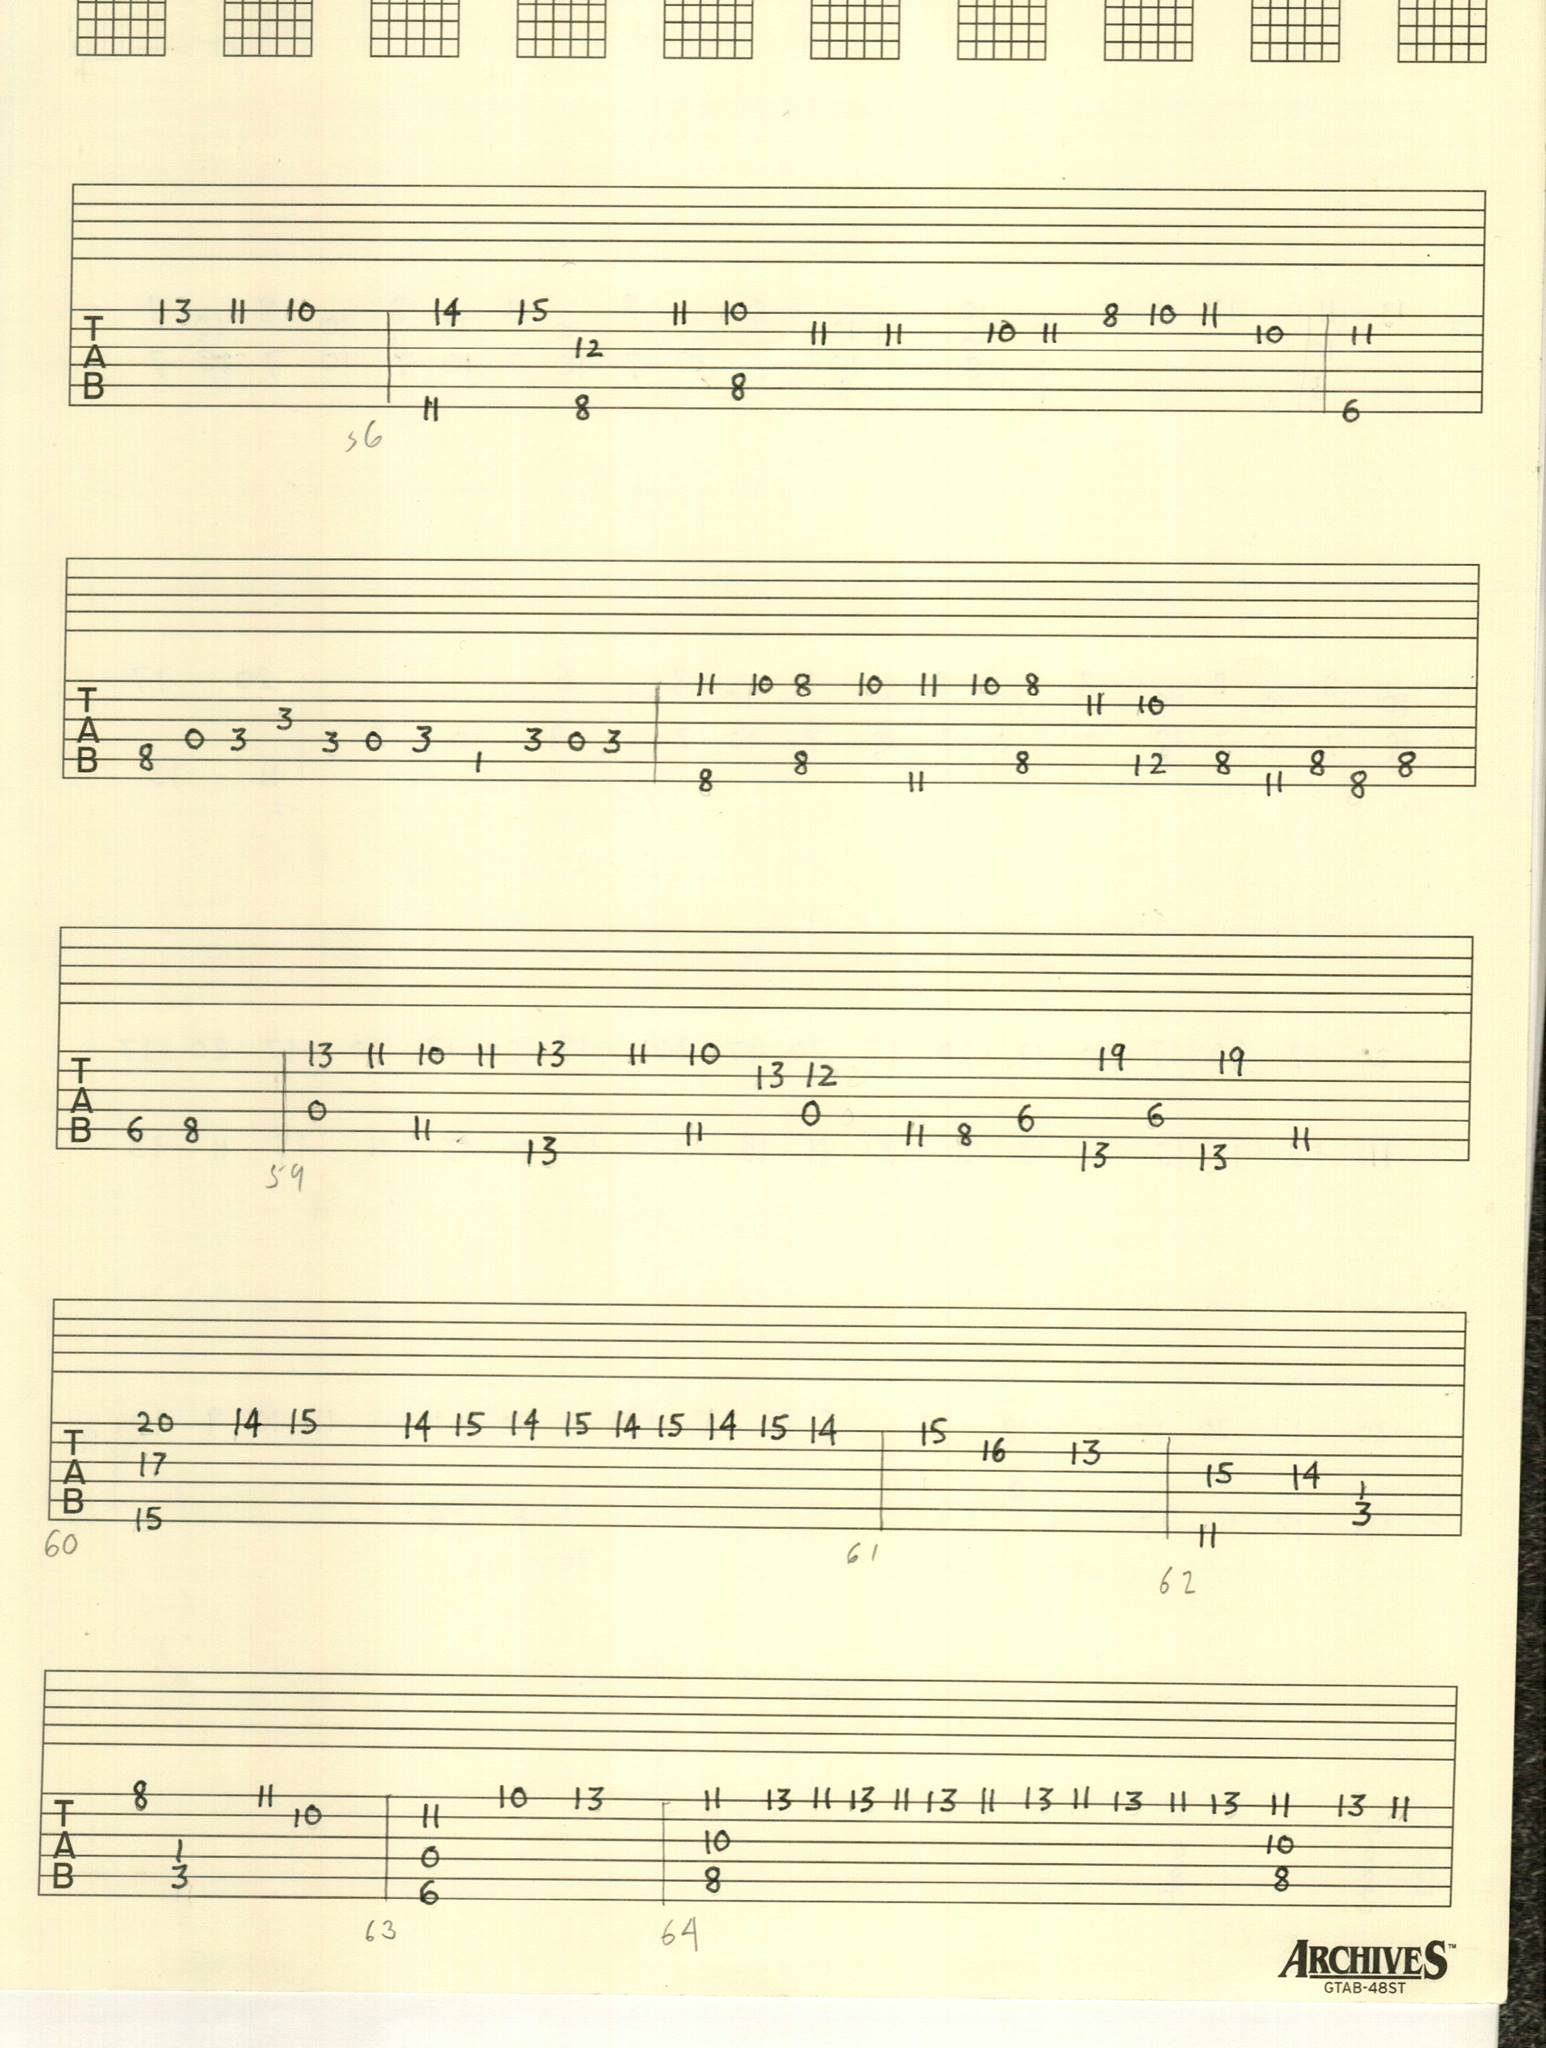 13 11 10 14 15 11 10 8 10 11
T 11 11 10 11 10 11
A 12
B 8
11 8 6
56
11 10 8 10 11 10 8
T 11 10
3
A 0 3 3 0 3 3 0 3
B 8 1 8 8 12 8 8 8
8 11 11 8
13 11 10 11 13 11 10 19 19
T 13 12
A 0 0 6 6
B 6 8 11 11 11 8 11
13 13 13
59
20 14 15 14 15 14 15 14 15 14 15 14 15
T 16 13
A 17 15 14
1
B 3
15 11
60 61 62
8 11 10 13 11 13 11 13 11 13 11 13 11 13 11 13 11 13 11
T 10 11
10 10
A 1 0
B 3 8 8
6
63 64
ARCHIVES™
GTAB-48ST